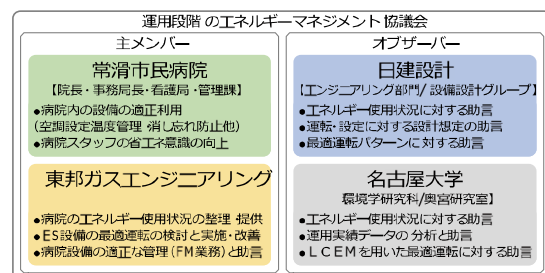 運用段階のエネルギーマネジメント協議会
主メンバー
常滑市民病院
【院長・事務局長・看護局・管理課】
●病院内の設備の適正利用
(空調設定温度管理・消し忘れ防止他)
●病院スタッフの省エネ意識の向上
東邦ガスエンジニアリング
●病院のエネルギー使用状況の整理・提供
●ES設備の最適運転の検討と実施・改善
●病院設備の適正な管理(FM業務)と助言
オブザーバー
日建設計
【エンジニアリング部門/設備設計グループ】
●エネルギー使用状況に対する助言
●運転・設定に対する設計想定の助言
●最適運転パターンに対する助言
名古屋大学
環境学研究科/奥宮研究室】
●エネルギー使用状況に対する助言
●運用実績データの分析と助言
●LCEMを用いた最適運転に対する助言